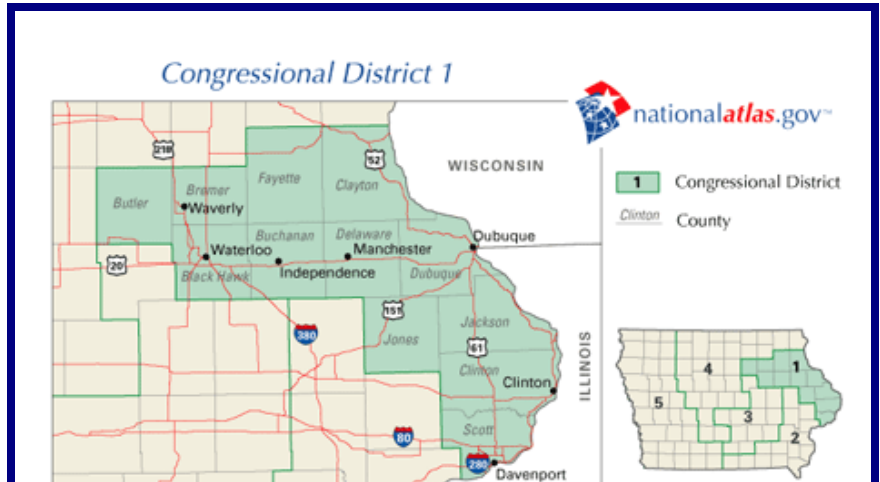 Congressional District 1
nationalatlas.gov™
218
52
WISCONSIN
1 Congressional District
Clinton County
Butler
Bremer
Fayette
Clayton
Waverly
Buchanan
Delaware
Dubuque
Waterloo
Manchester
20
Black Hawk
Independence
Dubuque
151
Jackson
380
Jones
61
ILLINOIS
Clinton
Clinton
Scott
80
280
Davenport
1
4
5
3
2